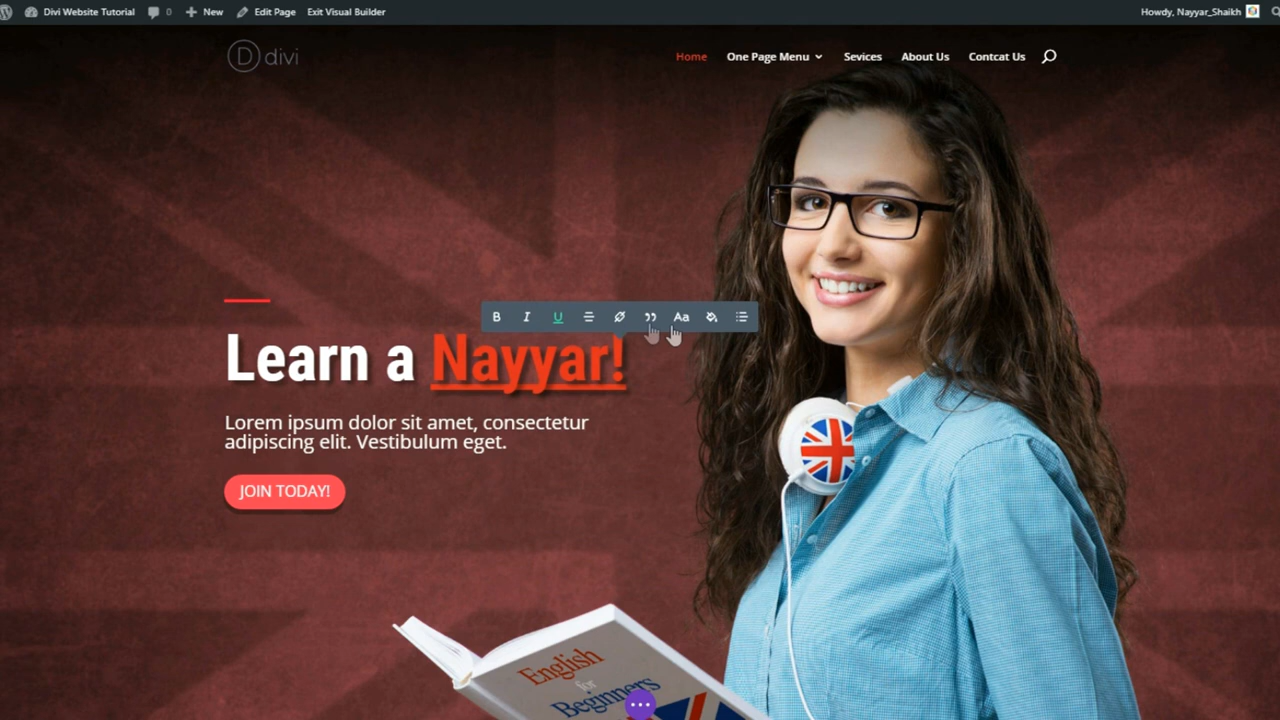 Divi Website Tutorial 0 New Edit Page Exit Visual Builder Howdy, Nayyar_Shaikh
D divi Home One Page Menu Sevices About Us Contcat Us
B I U Aa
Learn a Nayyar!
Lorem ipsum dolor sit amet, consectetur
adipiscing elit. Vestibulum eget.
JOIN TODAY!
English
for
Beginners